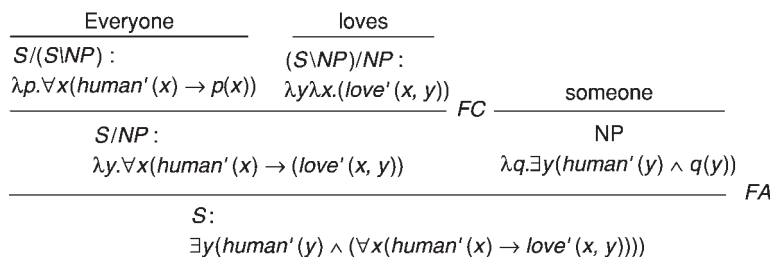 Everyone loves
S/(S\NP) : (S\NP)/NP :
λp.∀x(human′(x) → p(x)) λyλx.(love′(x, y)) someone
FC
S/NP : NP
λy.∀x(human′(x) → (love′(x, y)) λq.∃y(human′(y) ∧ q(y))
FA
S:
∃y(human′(y) ∧ (∀x(human′(x) → love′(x, y))))